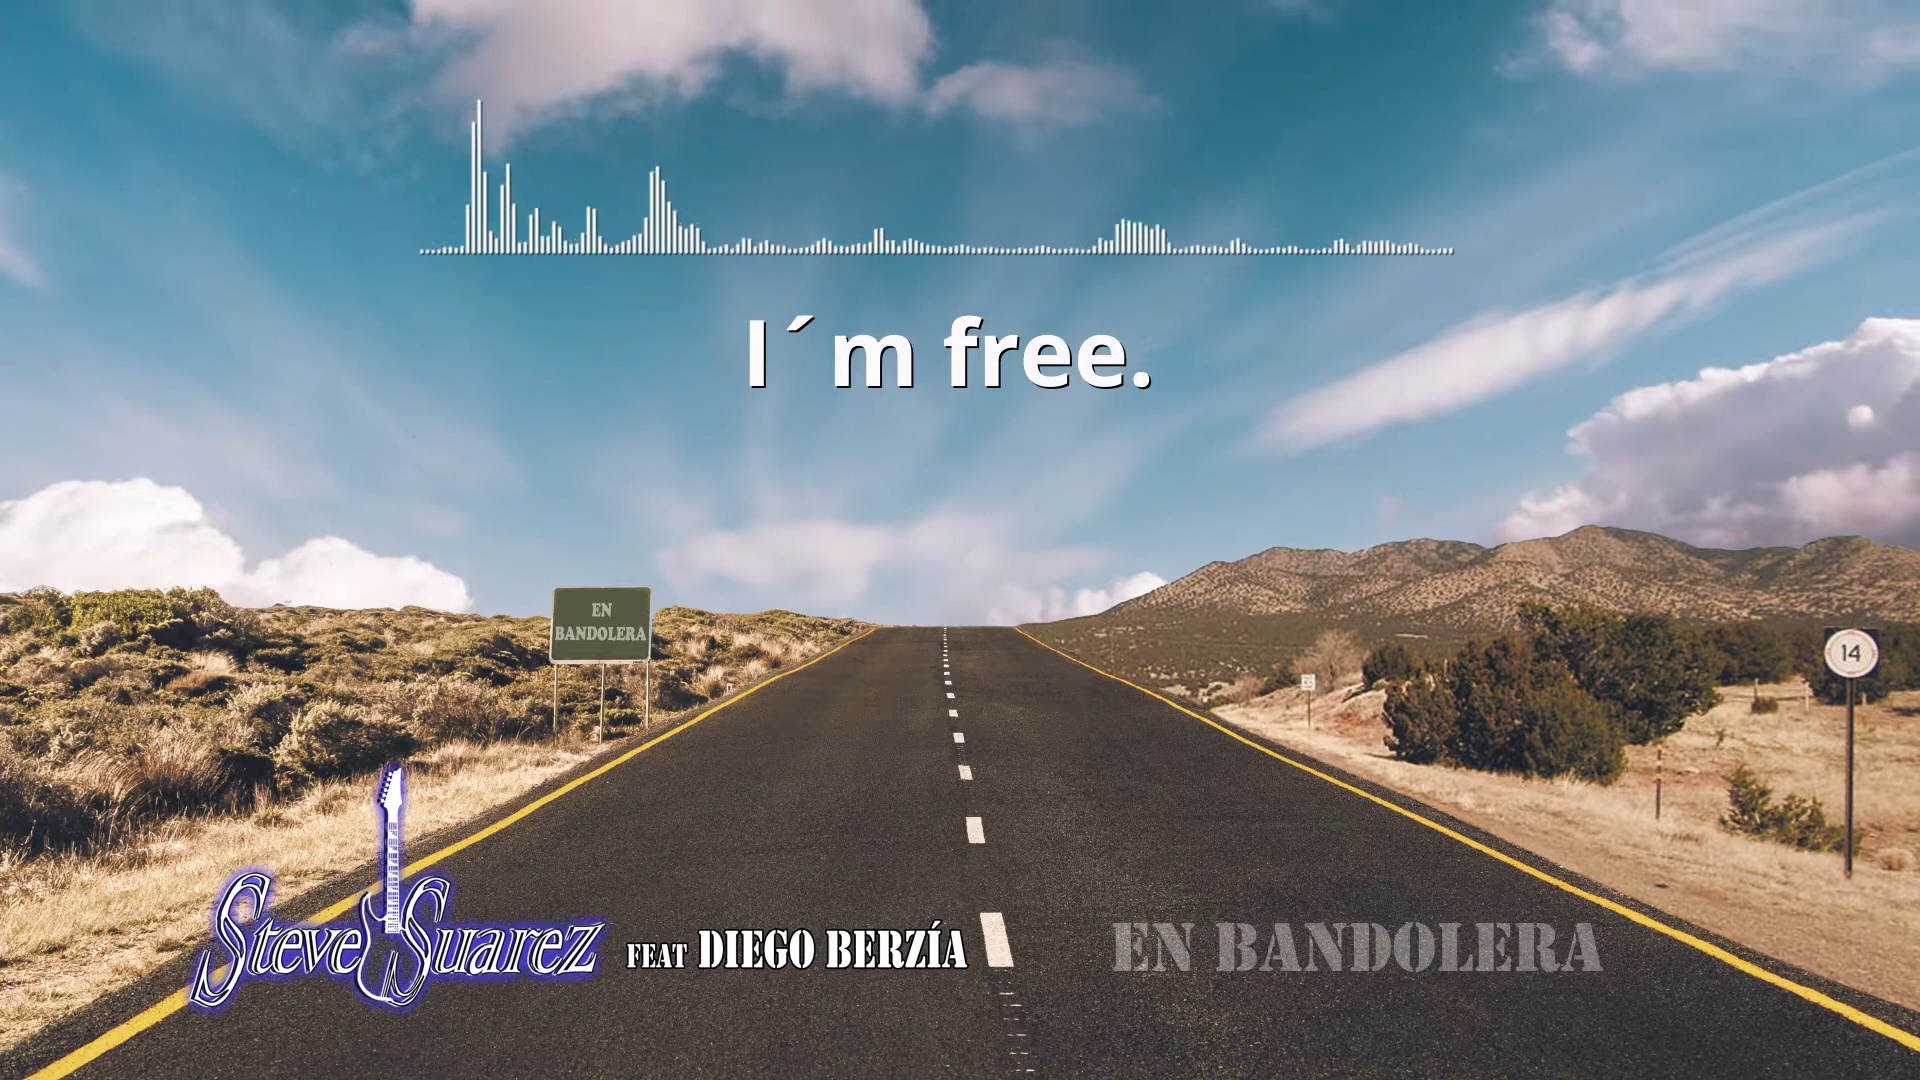 I´m free.
EN
BANDOLERA
14
Steve Suarez FEAT DIEGO BERZÍA
EN BANDOLERA